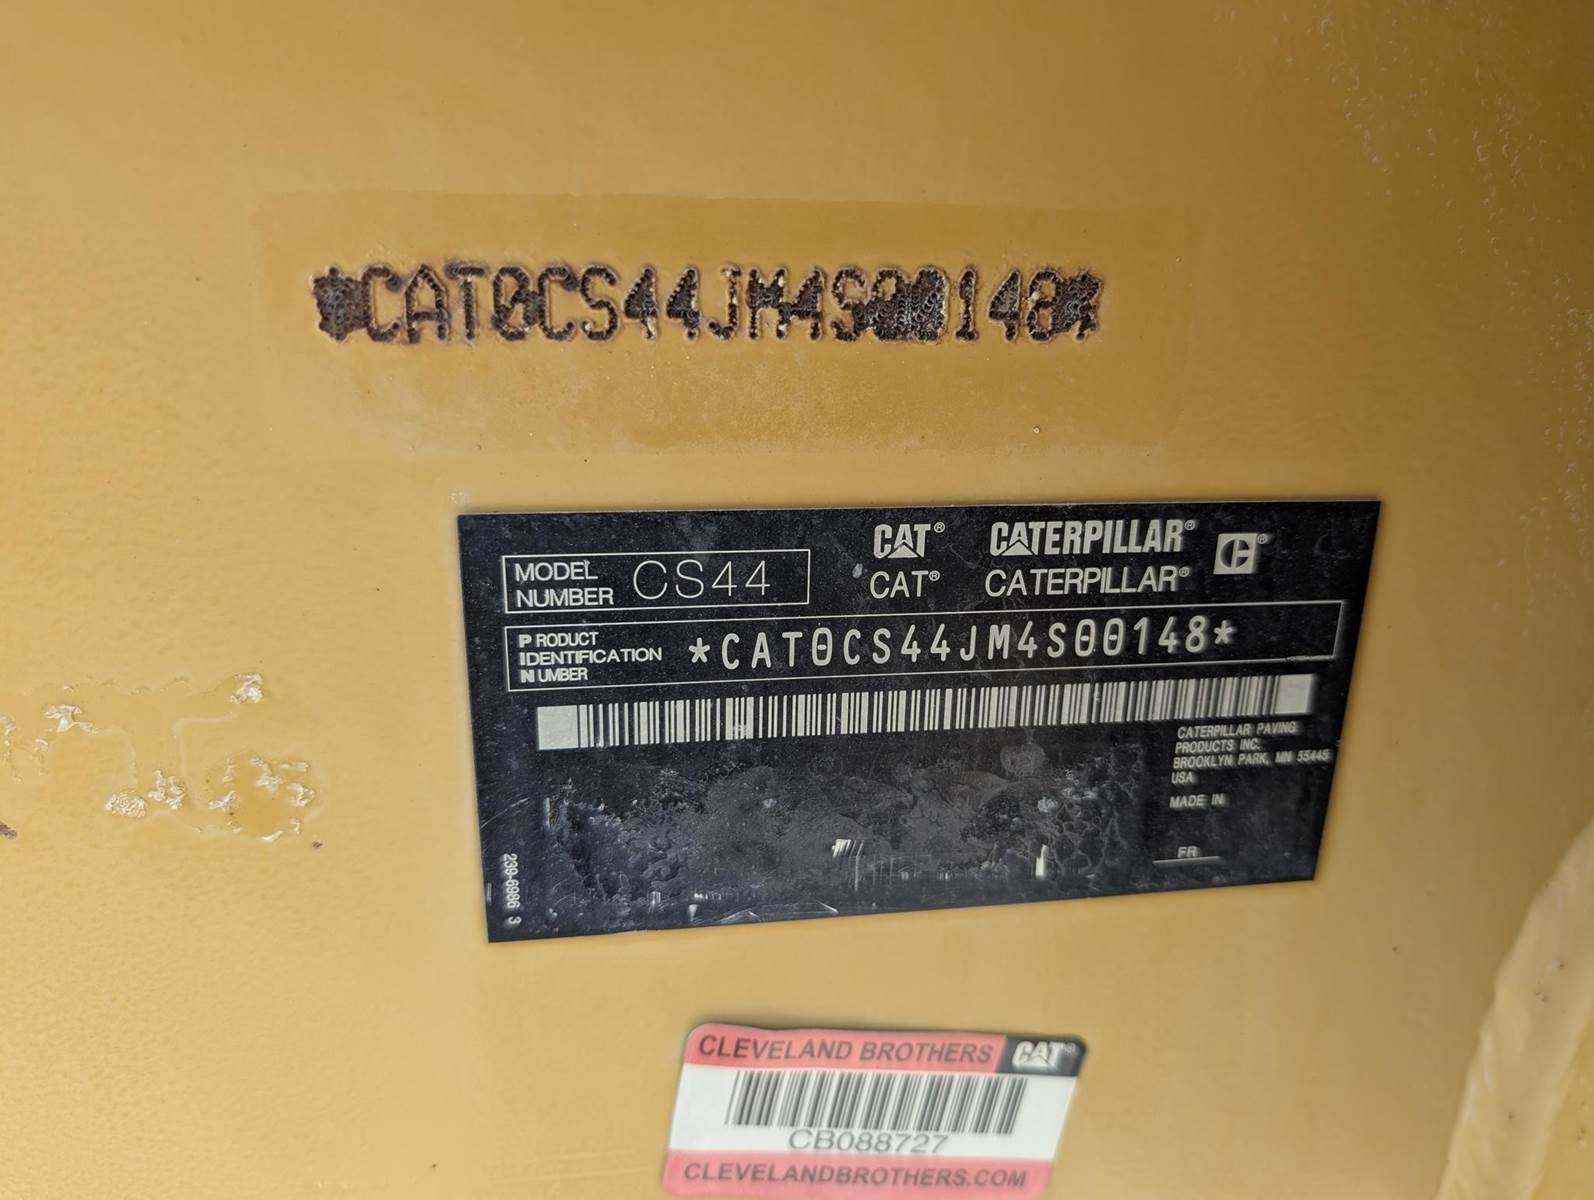 *CAT0CS44JM4S00148*
CAT® CATERPILLAR® C®
MODEL NUMBER CS44
CAT® CATERPILLAR®
PRODUCT IDENTIFICATION NUMBER *CAT0CS44JM4S00148*
CATERPILLAR PAVING
PRODUCTS INC.
BROOKLYN PARK, MN 55445
USA
MADE IN
FR
239-6986 3
CLEVELAND BROTHERS CAT®
CB088727
CLEVELANDBROTHERS.COM